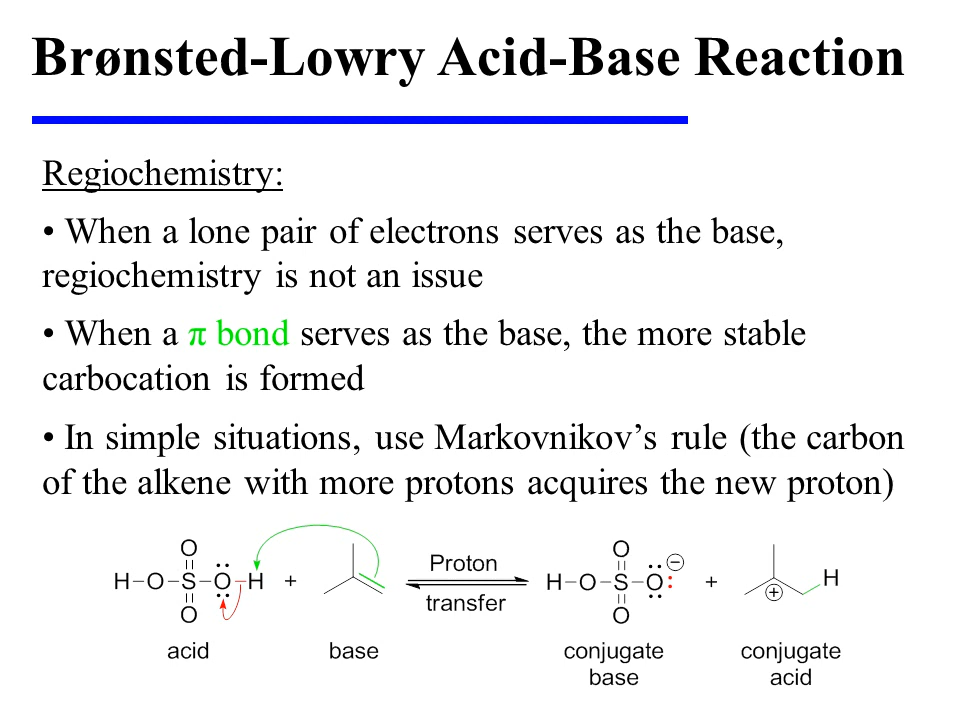 Brønsted-Lowry Acid-Base Reaction
Regiochemistry:
• When a lone pair of electrons serves as the base,
regiochemistry is not an issue
• When a π bond serves as the base, the more stable
carbocation is formed
• In simple situations, use Markovnikov’s rule (the carbon
of the alkene with more protons acquires the new proton)
O
H O S O H +
O
Proton
transfer
O
H O S O − +
O
+ H
acid base conjugate
base conjugate
acid